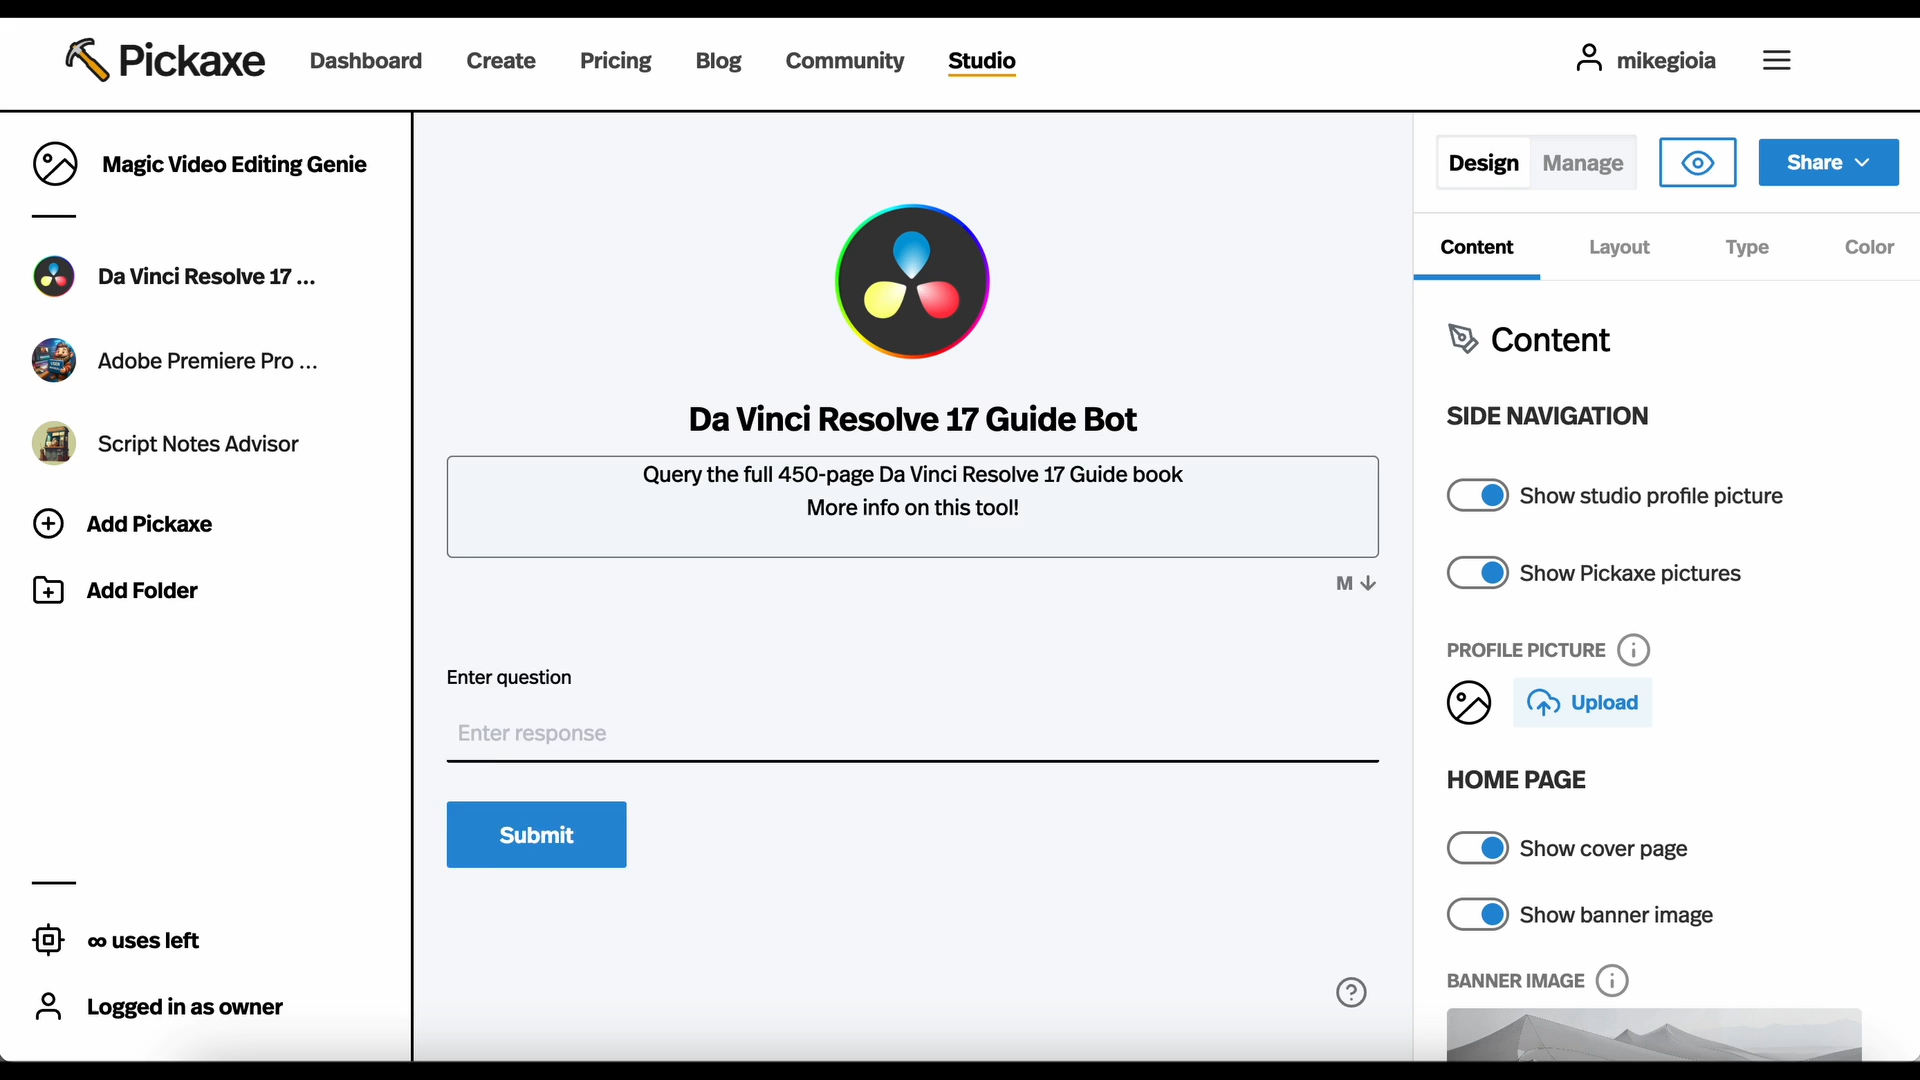 Pickaxe
Dashboard
Create
Pricing
Blog
Community
Studio
mikegioia
Magic Video Editing Genie
Da Vinci Resolve 17 ...
Adobe Premiere Pro ...
Script Notes Advisor
Add Pickaxe
Add Folder
∞ uses left
Logged in as owner
Da Vinci Resolve 17 Guide Bot
Query the full 450-page Da Vinci Resolve 17 Guide book
More info on this tool!
M
Enter question
Enter response
Submit
?
Design
Manage
Share
Content
Layout
Type
Color
Content
SIDE NAVIGATION
Show studio profile picture
Show Pickaxe pictures
PROFILE PICTURE
Upload
HOME PAGE
Show cover page
Show banner image
BANNER IMAGE